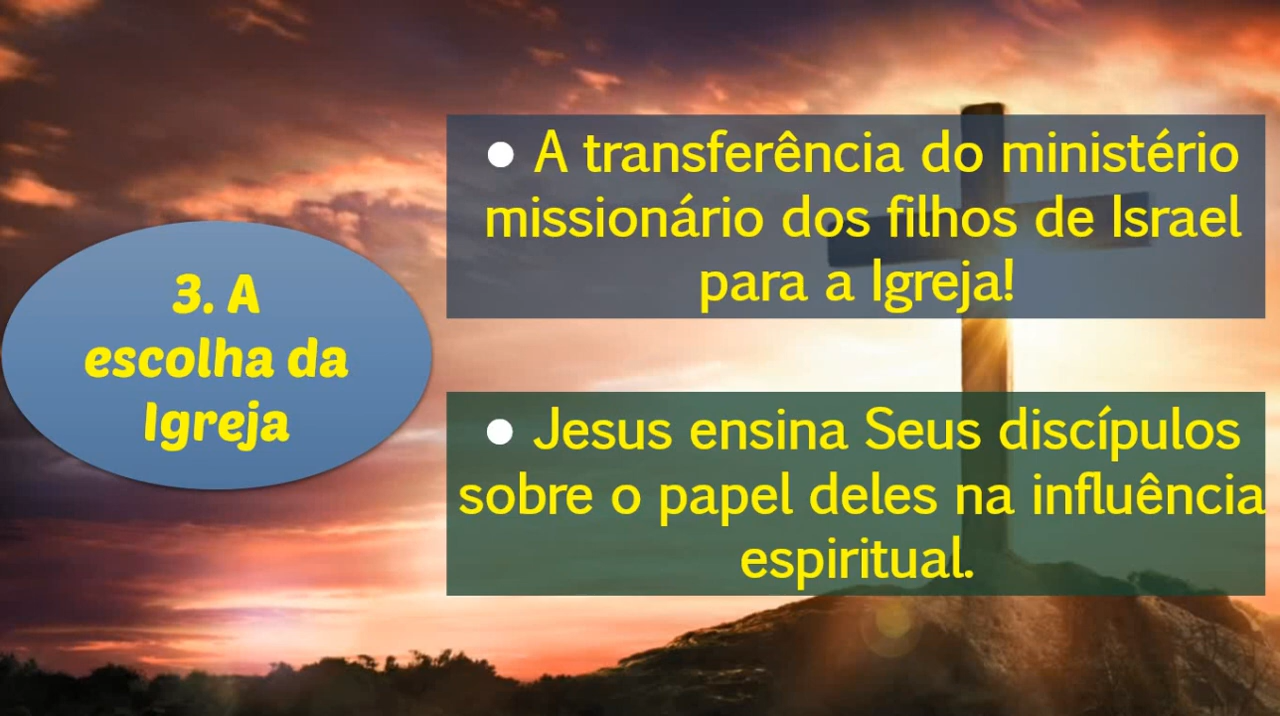 3. A
escolha da
Igreja
● A transferência do ministério
missionário dos filhos de Israel
para a Igreja!
● Jesus ensina Seus discípulos
sobre o papel deles na influência
espiritual.